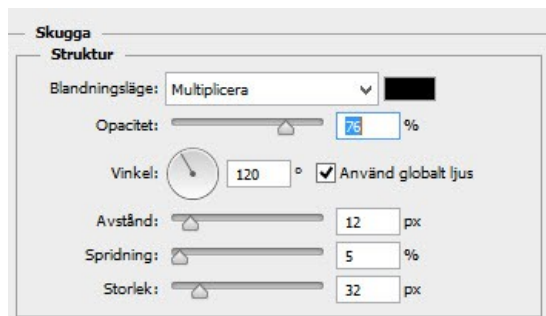 Skugga
Struktur
Blandningsläge: Multiplicera
Opacitet: 76 %
Vinkel: 120 ° Använd globalt ljus
Avstånd: 12 px
Spridning: 5 %
Storlek: 32 px